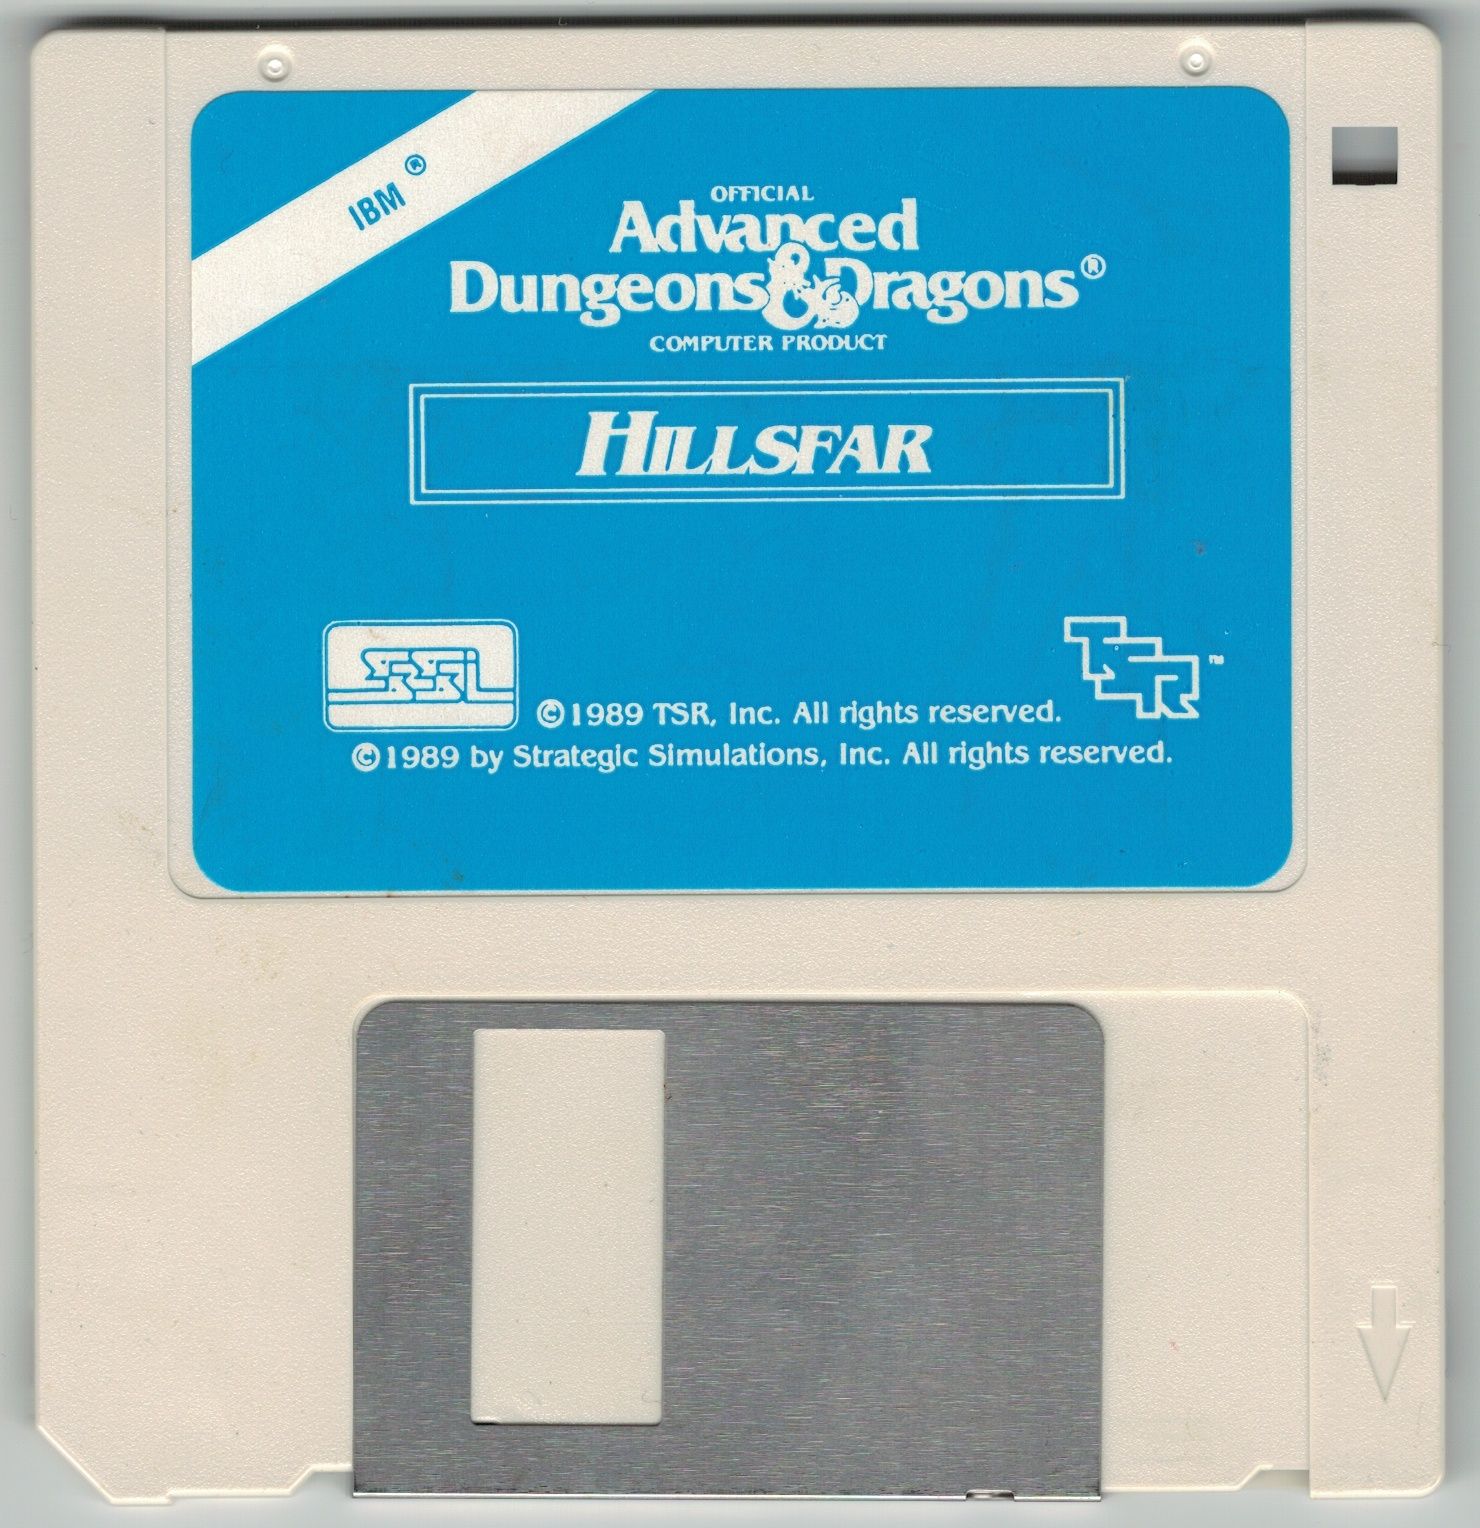 IBM ®
OFFICIAL
Advanced
Dungeons & Dragons®
COMPUTER PRODUCT
HILLSFAR
SSI
TSR™
©1989 TSR, Inc. All rights reserved.
©1989 by Strategic Simulations, Inc. All rights reserved.